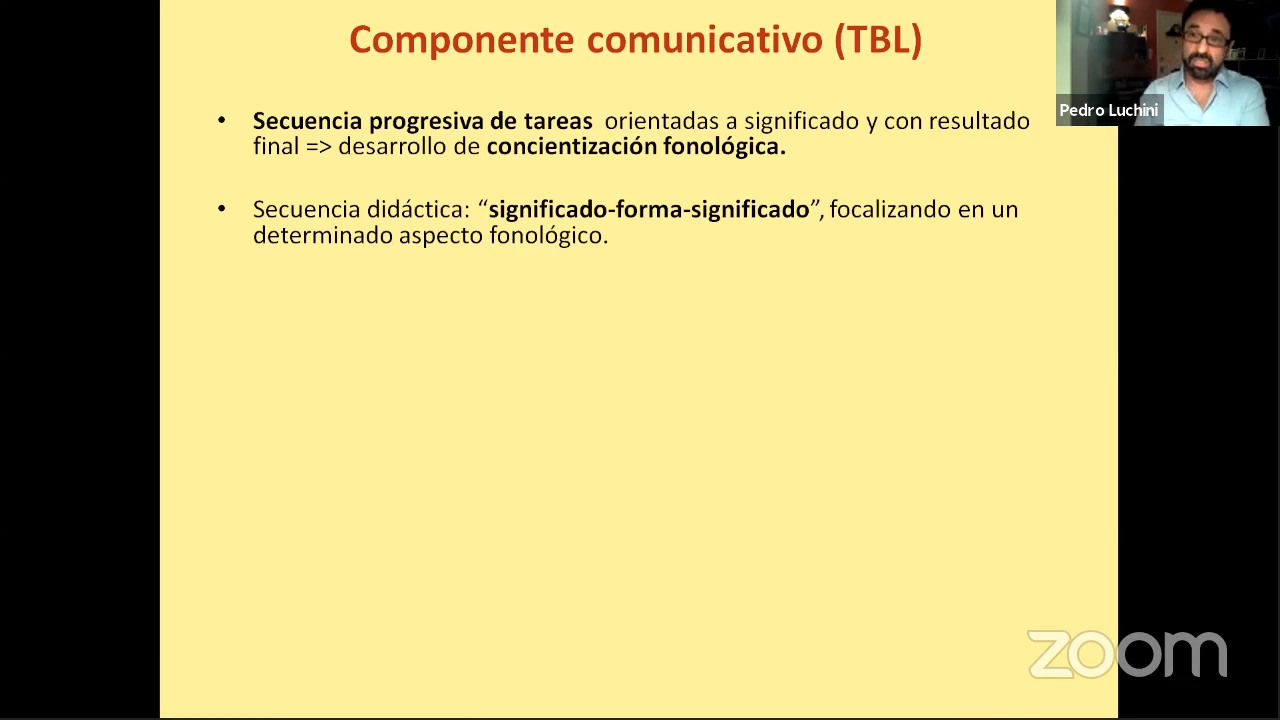 Componente comunicativo (TBL)
Pedro Luchini
• Secuencia progresiva de tareas orientadas a significado y con resultado
final => desarrollo de concientización fonológica.
• Secuencia didáctica: “significado-forma-significado”, focalizando en un
determinado aspecto fonológico.
zoom